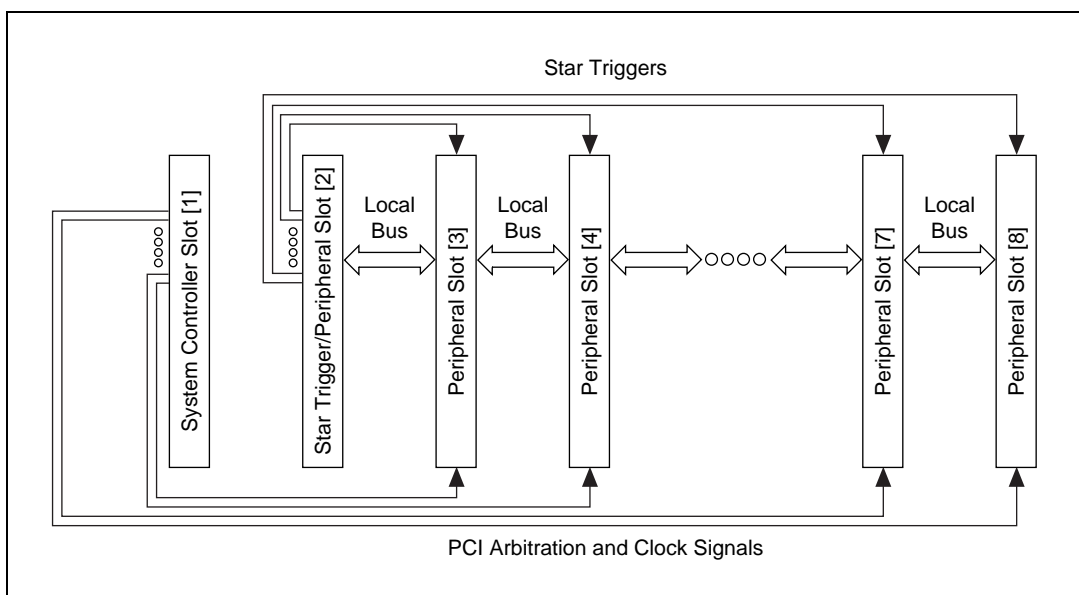 Star Triggers
System Controller Slot [1]
Star Trigger/Peripheral Slot [2]
Local
Bus
Peripheral Slot [3]
Local
Bus
Peripheral Slot [4]
Peripheral Slot [7]
Local
Bus
Peripheral Slot [8]
PCI Arbitration and Clock Signals